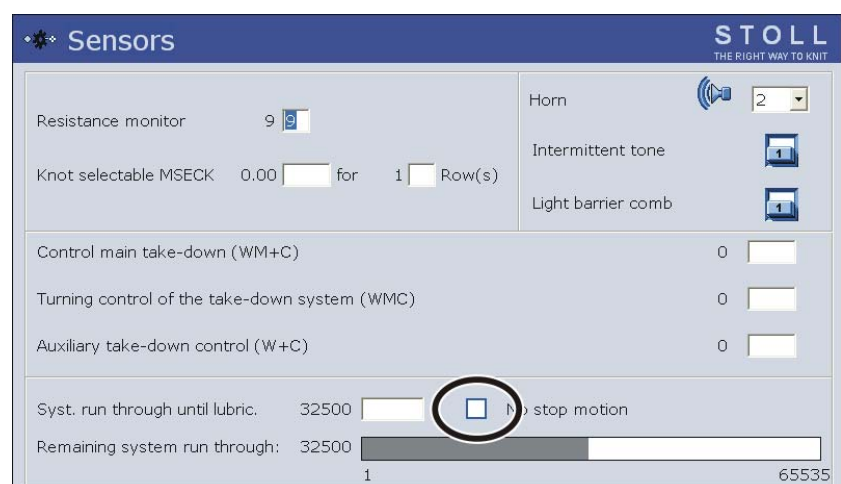 Sensors
STOLL
THE RIGHT WAY TO KNIT
Resistance monitor 9 9
Knot selectable MSECK 0.00 for 1 Row(s)
Horn 2
Intermittent tone 1
Light barrier comb 1
Control main take-down (WM+C) 0
Turning control of the take-down system (WMC) 0
Auxiliary take-down control (W+C) 0
Syst. run through until lubric. 32500 No stop motion
Remaining system run through: 32500
1 65535